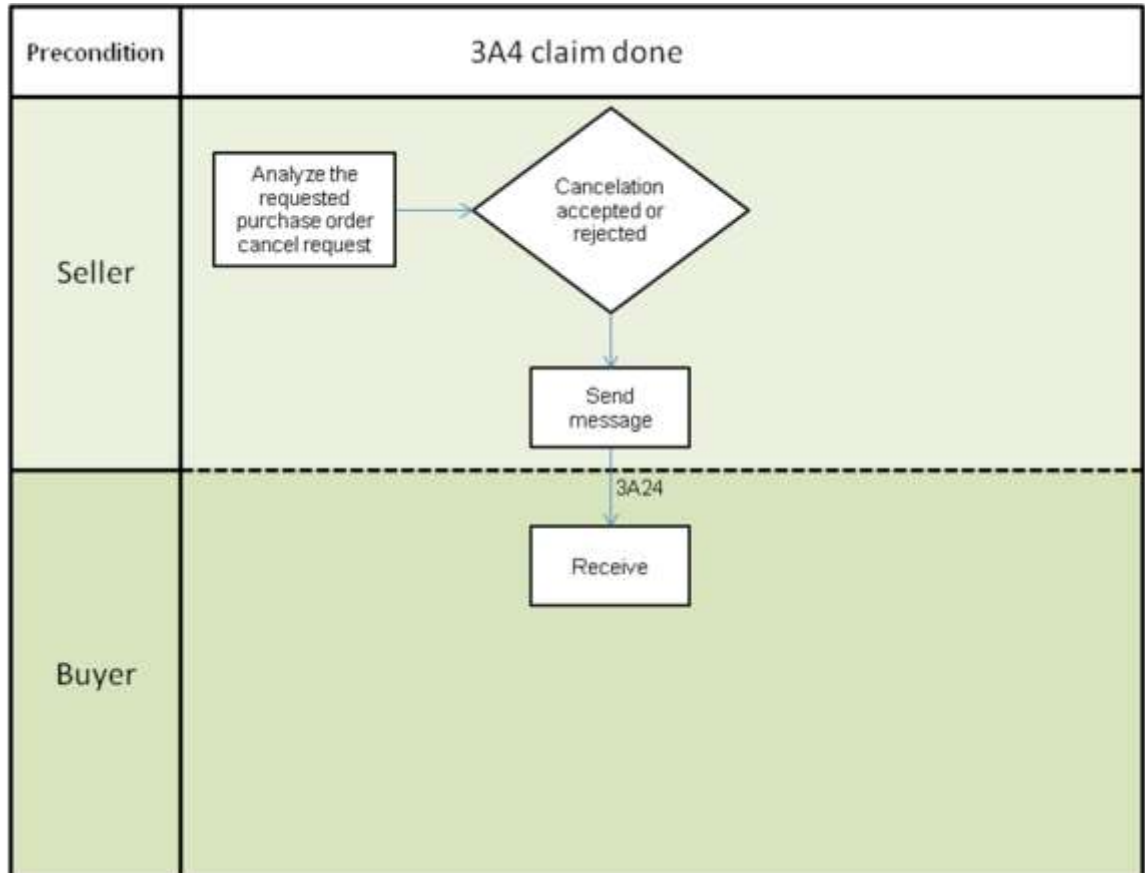 Precondition
3A4 claim done
Seller
Analyze the
requested
purchase order
cancel request
Cancelation
accepted or
rejected
Send
message
3A24
Receive
Buyer